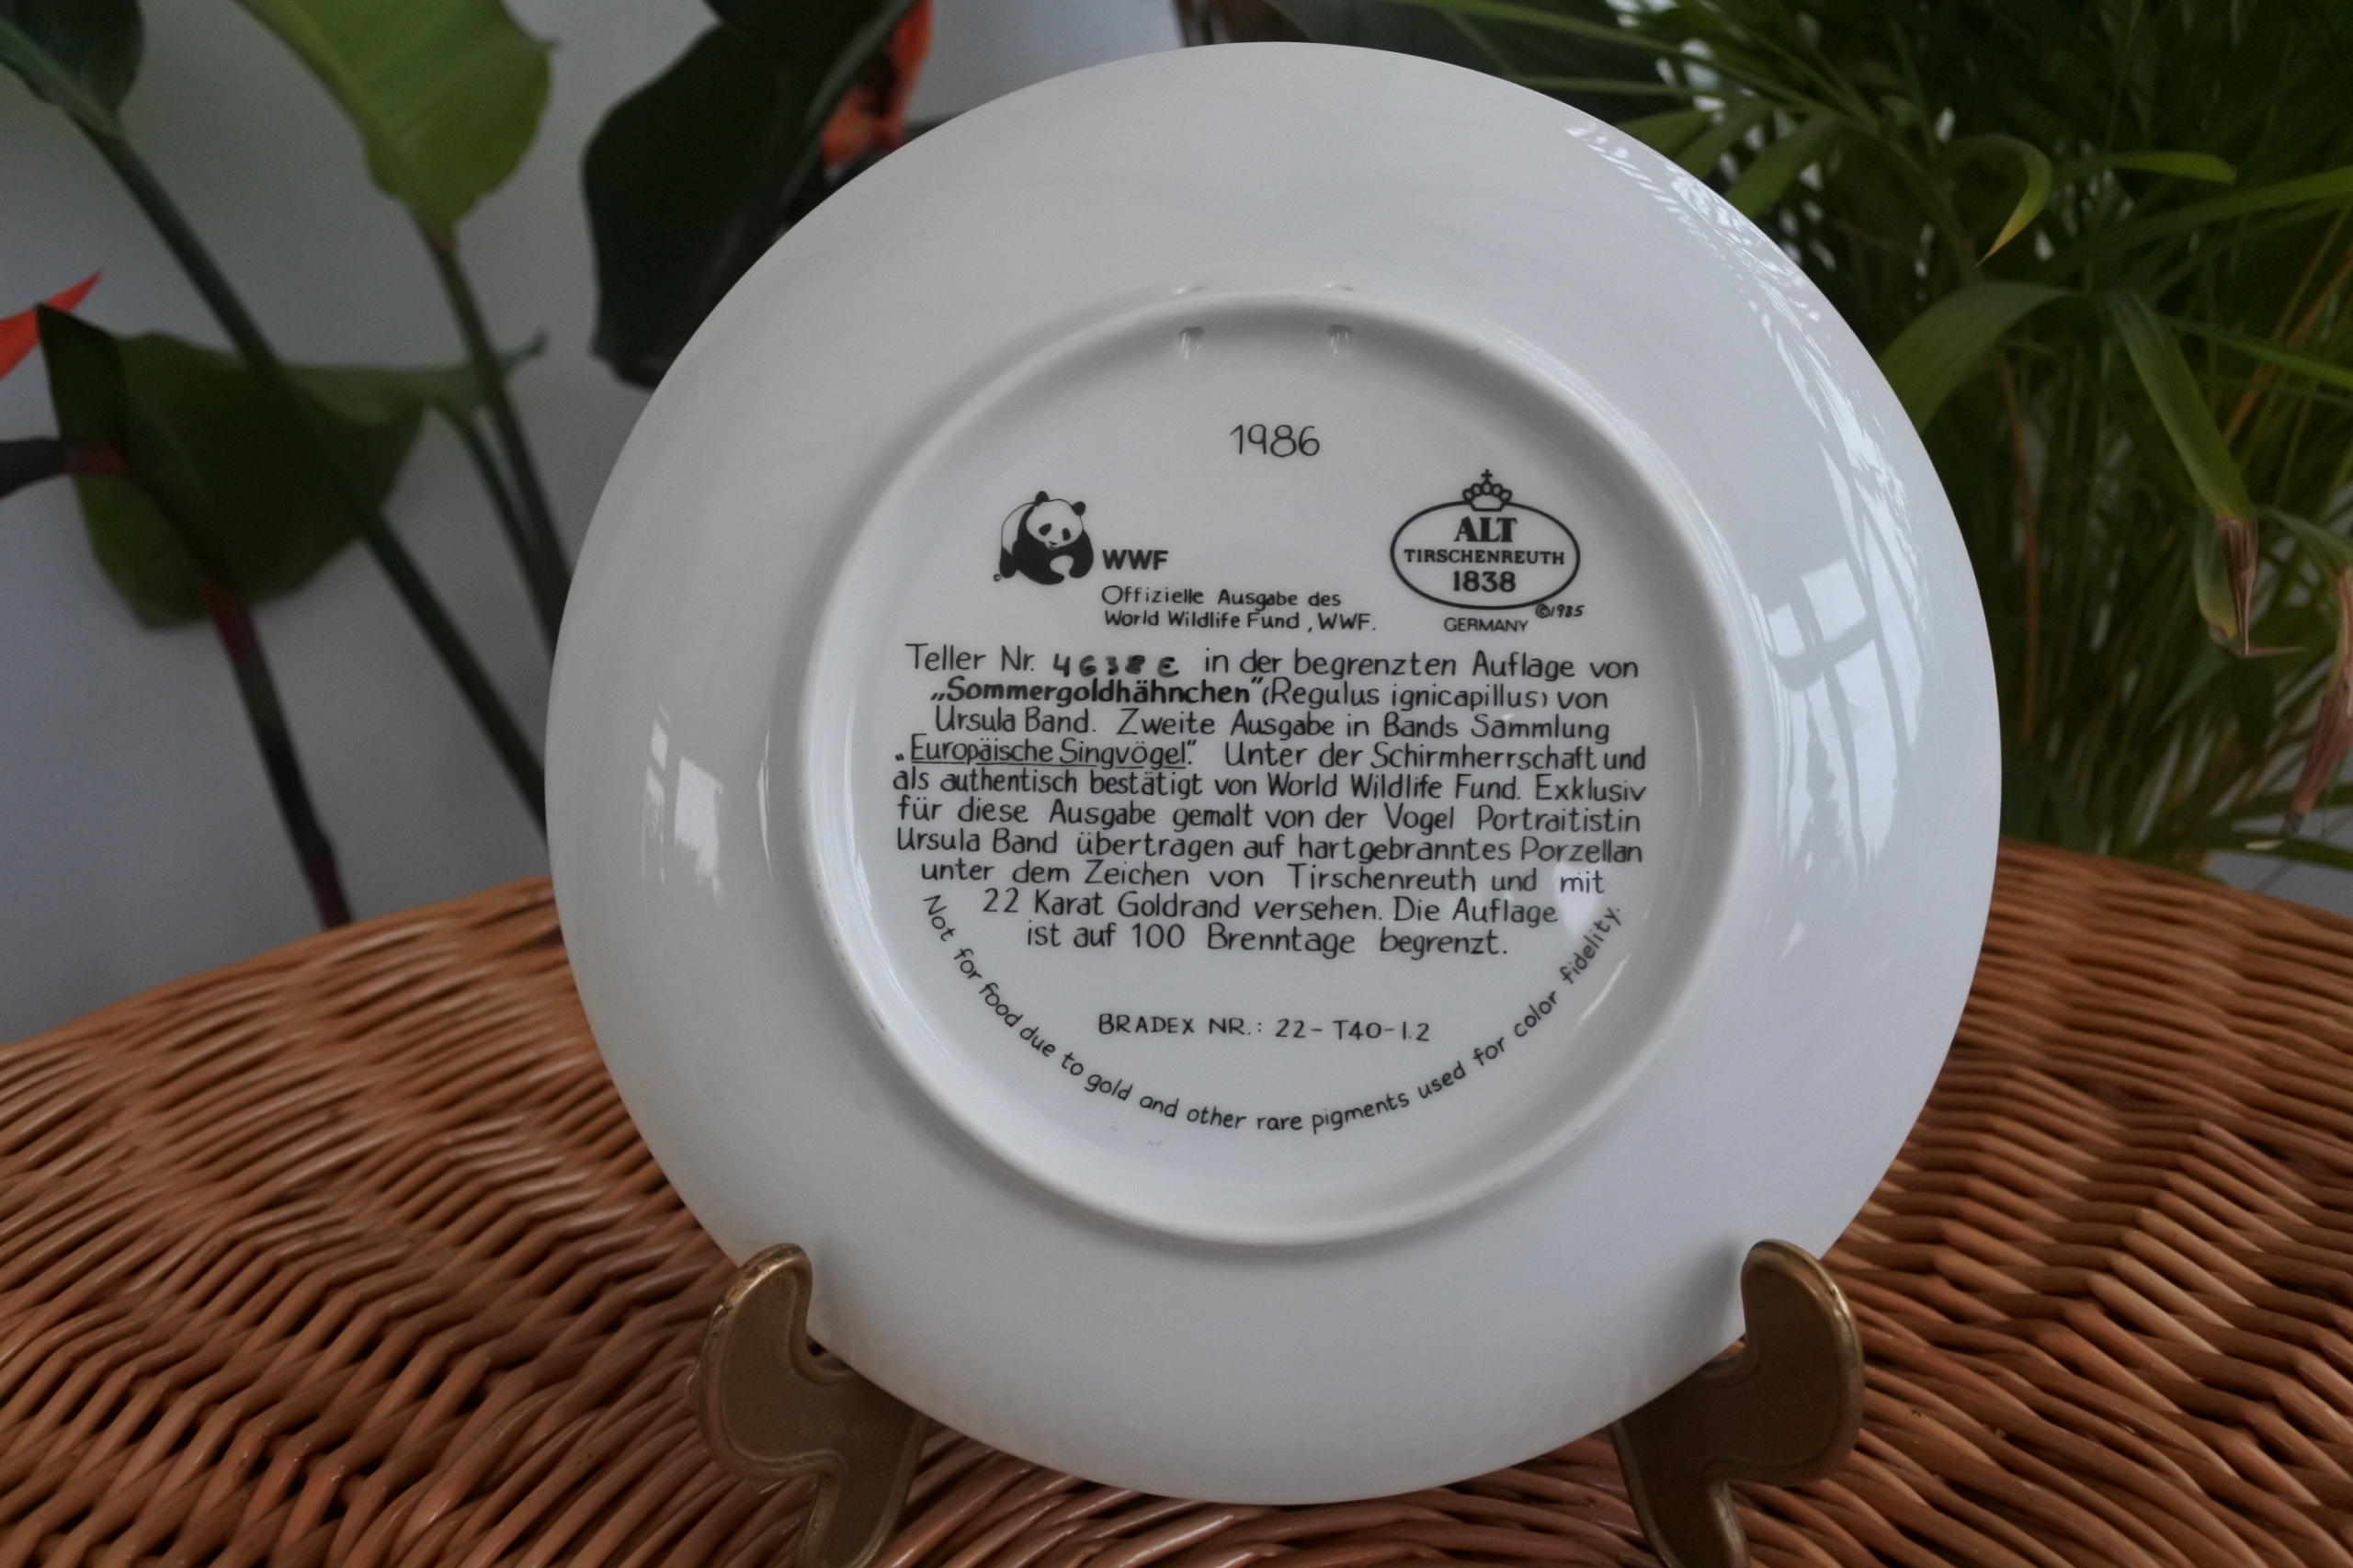 1986
WWF
Offizielle Ausgabe des
World Wildlife Fund, WWF.
ALT
TIRSCHENREUTH
1838
©1985
GERMANY
Teller Nr. in der begrenzten Auflage von
„Sommergoldhähnchen" (Regulus ignicapillus) von
Ursula Band. Zweite Ausgabe in Bands Sammlung
„Europäische Singvögel". Unter der Schirmherrschaft und
als authentisch bestätigt von World Wildlife Fund. Exklusiv
für diese Ausgabe gemalt von der Vogel Portraitistin
Ursula Band übertragen auf hartgebranntes Porzellan
unter dem Zeichen von Tirschenreuth und mit
22 Karat Goldrand versehen. Die Auflage
ist auf 100 Brenntage begrenzt.
BRADEX NR.: 22-T40-1.2
Not for food due to gold and other rare pigments used for color fidelity.